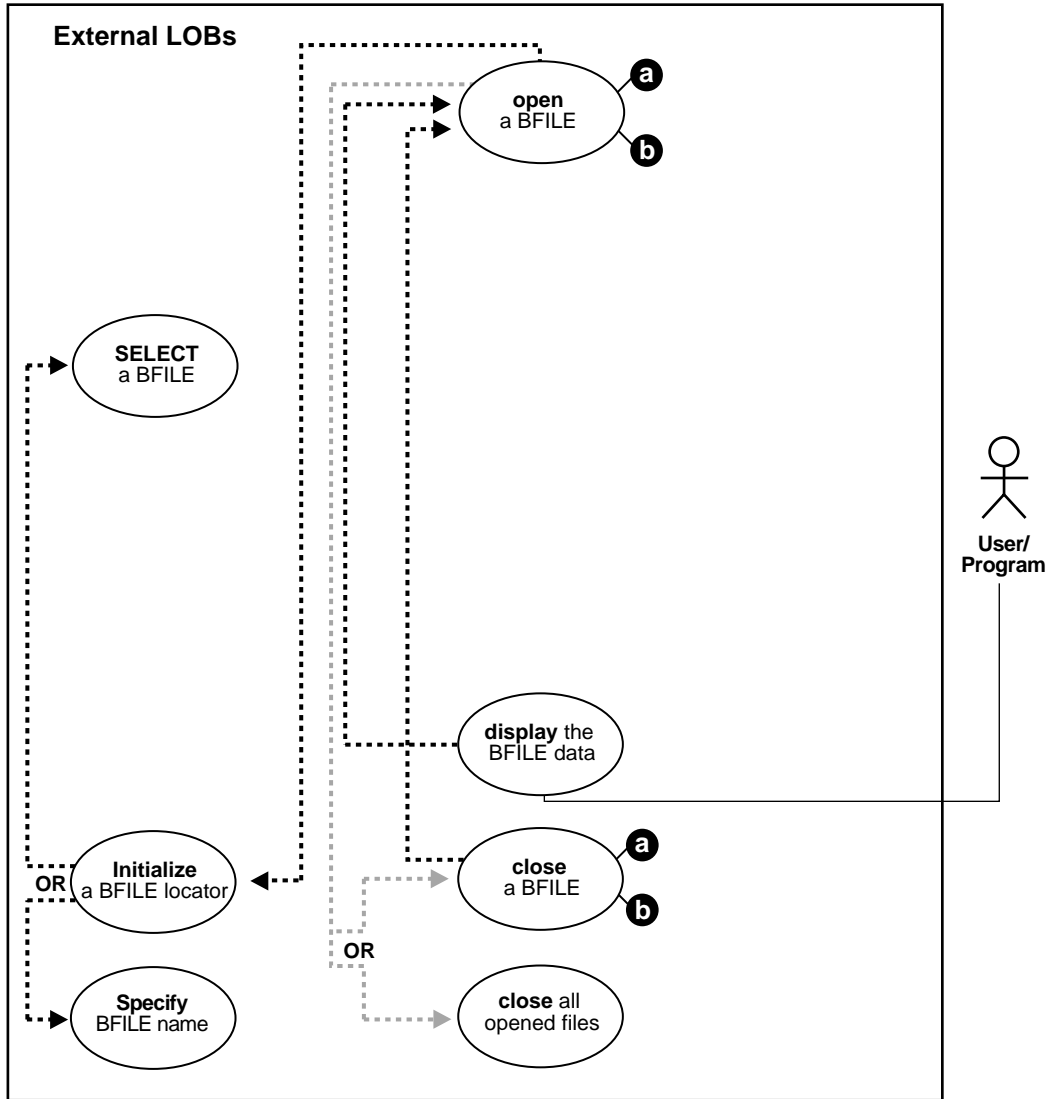 External LOBs
open
a BFILE
a
b
SELECT
a BFILE
User/
Program
display the
BFILE data
Initialize
a BFILE locator
OR
close
a BFILE
a
b
OR
Specify
BFILE name
close all
opened files